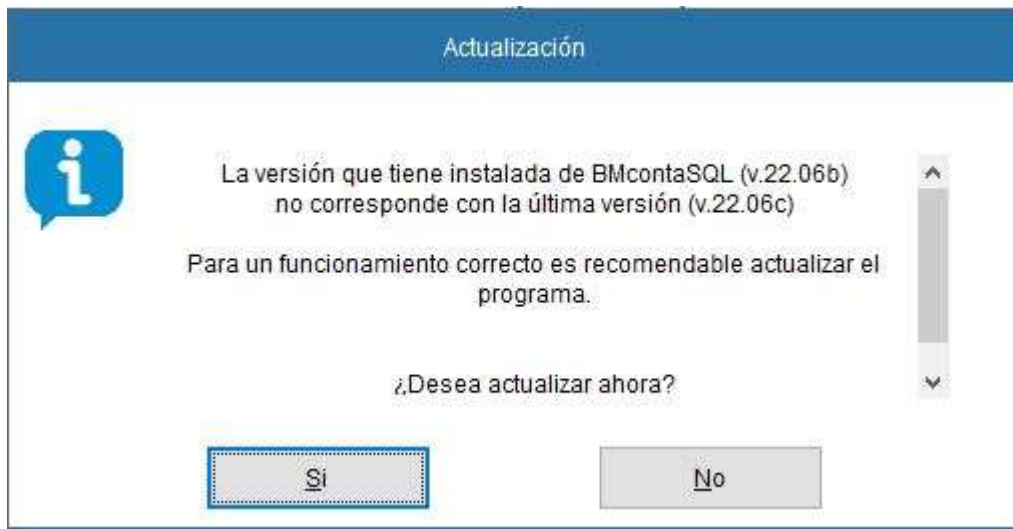 Actualización
La versión que tiene instalada de BMcontaSQL (v.22.06b)
no corresponde con la última versión (v.22.06c)
Para un funcionamiento correcto es recomendable actualizar el
programa.
¿Desea actualizar ahora?
Si
No